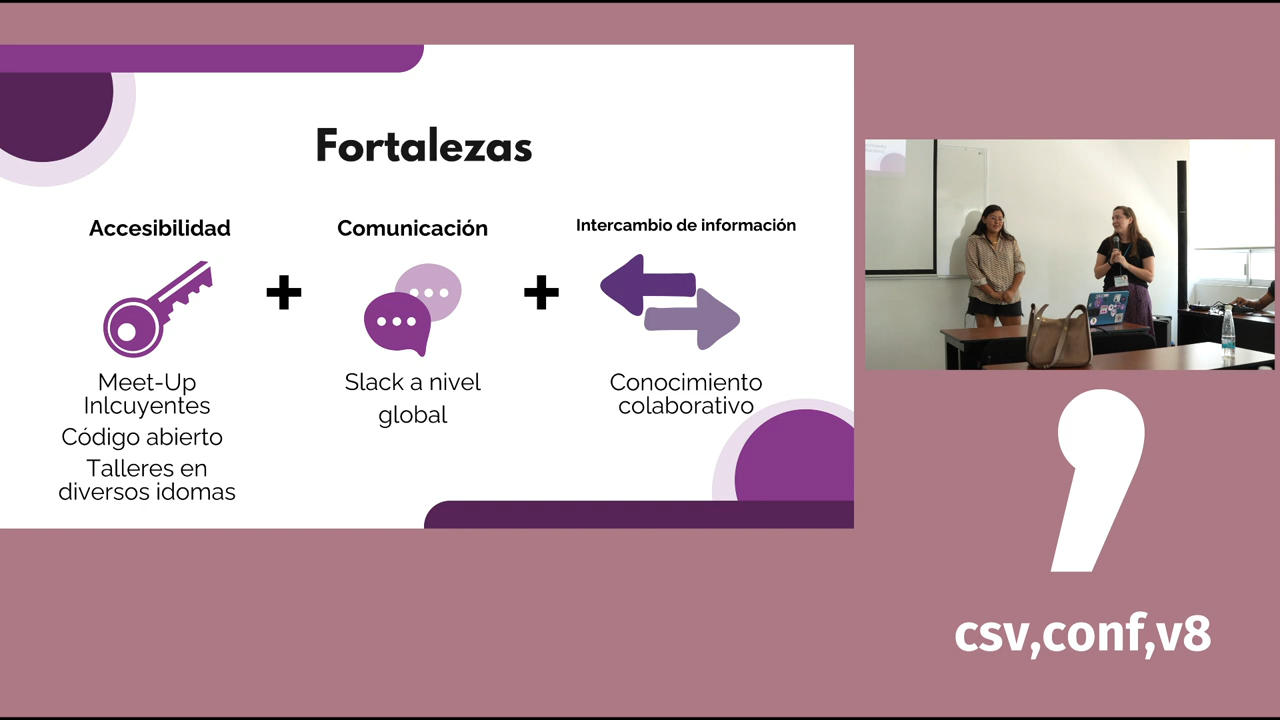 Fortalezas
Accesibilidad
Meet-Up
Inlcuyentes
Código abierto
Talleres en
diversos idomas
Comunicación
Slack a nivel
global
Intercambio de información
Conocimiento
colaborativo
csv,conf,v8